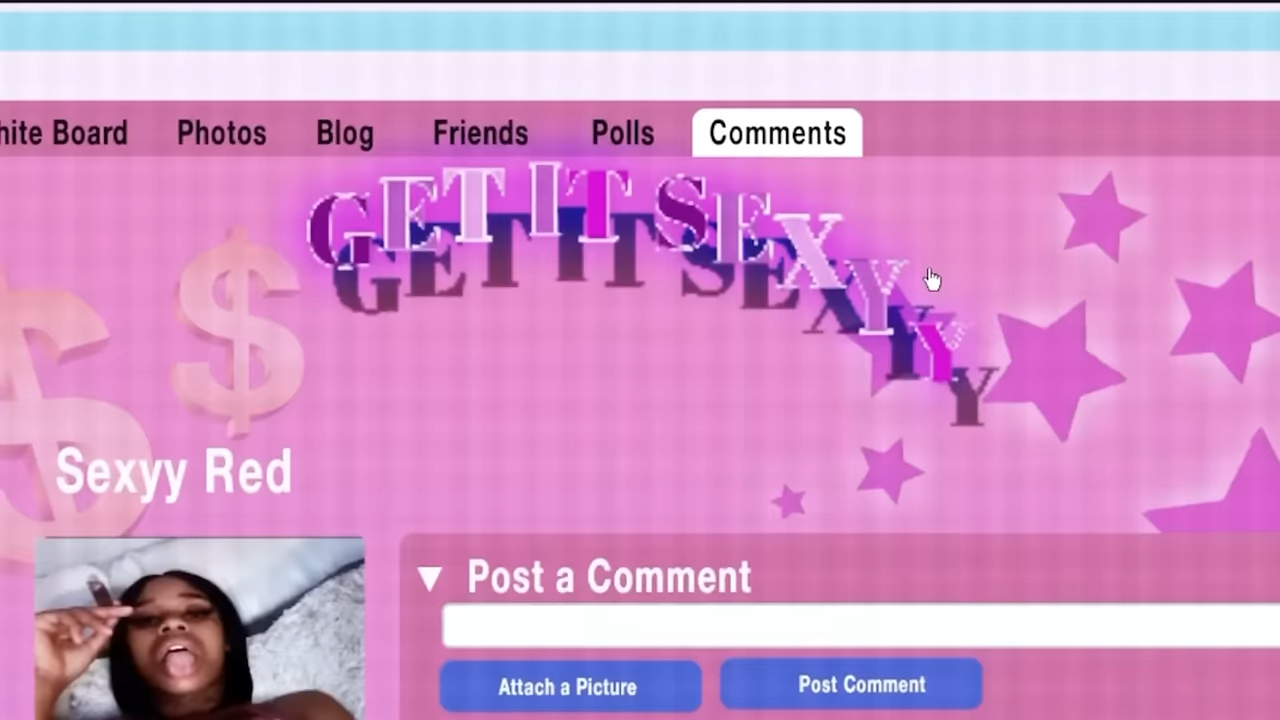 hite Board Photos Blog Friends Polls Comments
GET IT SEXYY
$ $
Sexyy Red
Post a Comment
Attach a Picture Post Comment